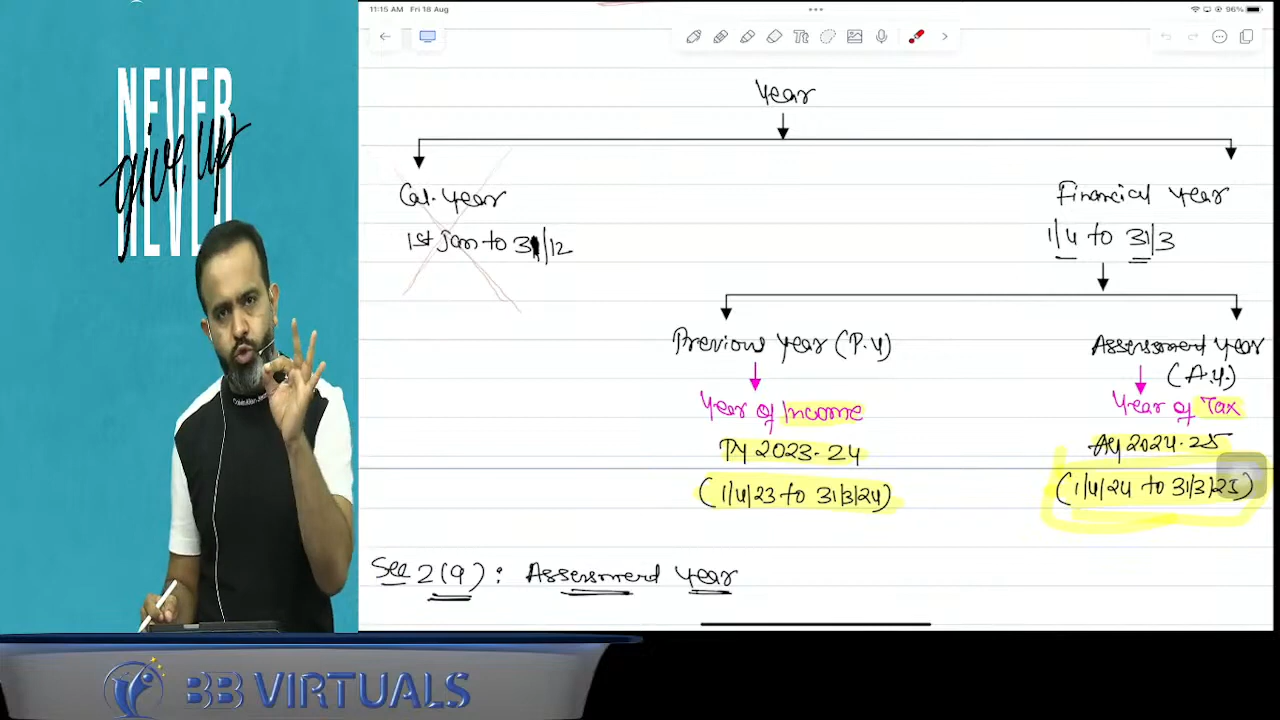 11:15 AM Fri 18 Aug
96%
NEVER
give up
NEVER
Year
Cal. Year
1st Jan to 31/12
Financial Year
1/4 to 31/3
Previous Year (P.Y)
Assessment Year
(A.Y.)
Year of Income
Year of Tax
PY 2023-24
AY 2024-25
(1/4/23 to 31/3/24)
(1/4/24 to 31/3/25)
Sec 2(9): Assessment Year
BB VIRTUALS